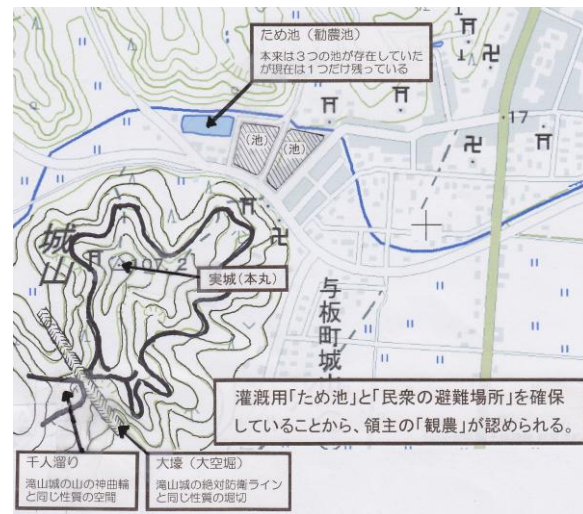 ため池（勧農池）
本来は３つの池が存在していた
が現在は１つだけ残っている
17
（池）
（池）
城山
107.21
実城(本丸)
与板町城山
灌漑用「ため池」と「民衆の避難場所」を確保
していることから、領主の「観農」が認められる。
千人溜り
滝山城の山の神曲輪
と同じ性質の空間
大壕（大空堀）
滝山城の絶対防衛ライン
と同じ性質の堀切